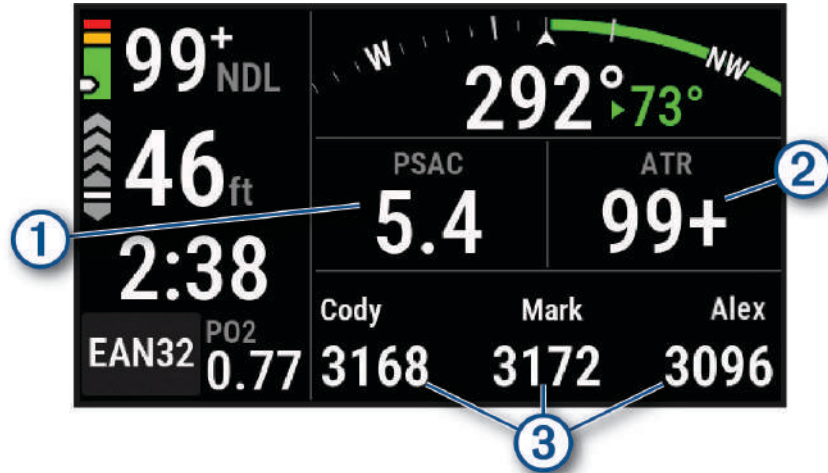 99+
NDL
46 ft
2:38
EAN32
PO2
0.77
W
NW
292° 73°
PSAC
5.4
ATR
99+
Cody Mark Alex
3168 3172 3096
1
2
3